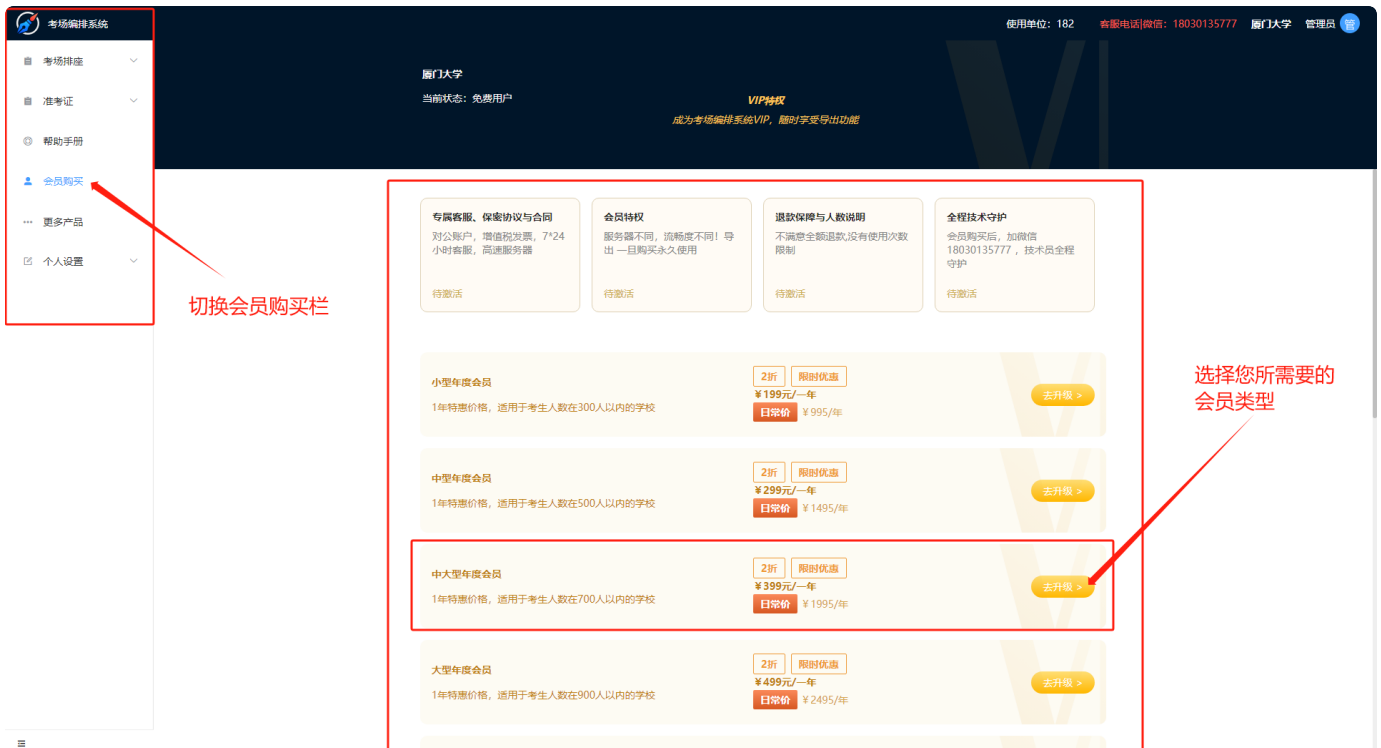 考场编排系统
使用单位：182 客服电话|微信：18030135777 厦门大学 管理员 管
考场排座
准考证
帮助手册
会员购买
更多产品
个人设置
厦门大学
当前状态：免费用户
VIP特权
成为考场编排系统VIP，随时享受导出功能
切换会员购买栏
专属客服、保密协议与合同
对公账户，增值税发票，7*24
小时客服，高速服务器
待激活
会员特权
服务器不同，流畅度不同！导
出 一旦购买永久使用
待激活
退款保障与人数说明
不满意全额退款,没有使用次数
限制
待激活
全程技术守护
会员购买后，加微信
18030135777 ，技术员全程
守护
待激活
小型年度会员
1年特惠价格，适用于考生人数在300人以内的学校
2折 限时优惠
¥199元/一年
日常价 ¥995/年
去升级 >
中型年度会员
1年特惠价格，适用于考生人数在500人以内的学校
2折 限时优惠
¥299元/一年
日常价 ¥1495/年
去升级 >
中大型年度会员
1年特惠价格，适用于考生人数在700人以内的学校
2折 限时优惠
¥399元/一年
日常价 ¥1995/年
去升级 >
大型年度会员
1年特惠价格，适用于考生人数在900人以内的学校
2折 限时优惠
¥499元/一年
日常价 ¥2495/年
去升级 >
选择您所需要的
会员类型